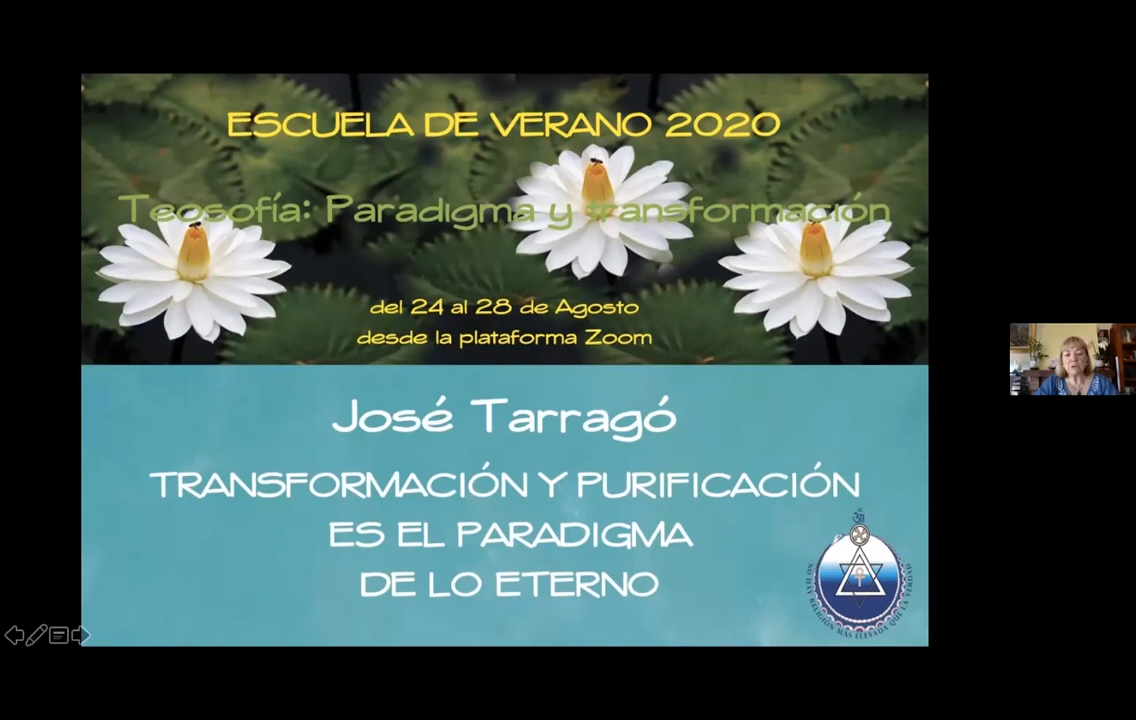 ESCUELA DE VERANO 2020
Teosofía: Paradigma y transformación
del 24 al 28 de Agosto
desde la plataforma Zoom
José Tarragó
TRANSFORMACIÓN Y PURIFICACIÓN
ES EL PARADIGMA
DE LO ETERNO
NO HAY RELIGIÓN MÁS ELEVADA QUE LA VERDAD